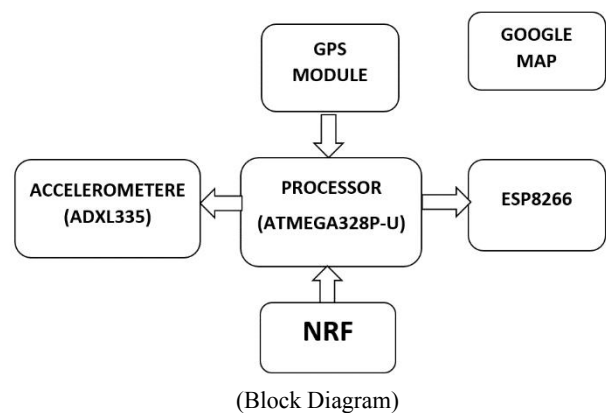 GPS
MODULE
GOOGLE
MAP
ACCELEROMETERE
(ADXL335)
PROCESSOR
(ATMEGA328P-U)
ESP8266
NRF
(Block Diagram)